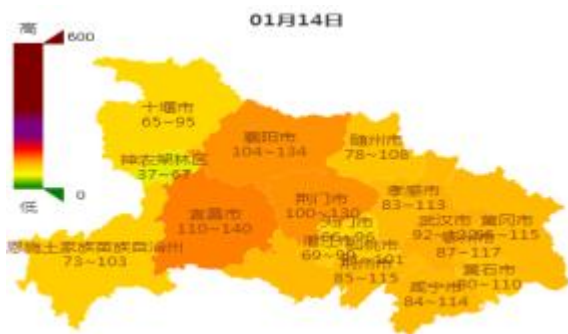 01月14日
高
600
十堰市
65~95
襄阳市
104~134
随州市
78~108
神农架林区
37~67
孝感市
83~113
荆门市
100~130
宜昌市
110~140
武汉市
黄冈市
87~117
恩施土家族苗族自治州
73~103
黄石市
80~110
85~115
咸宁市
84~114
0
低